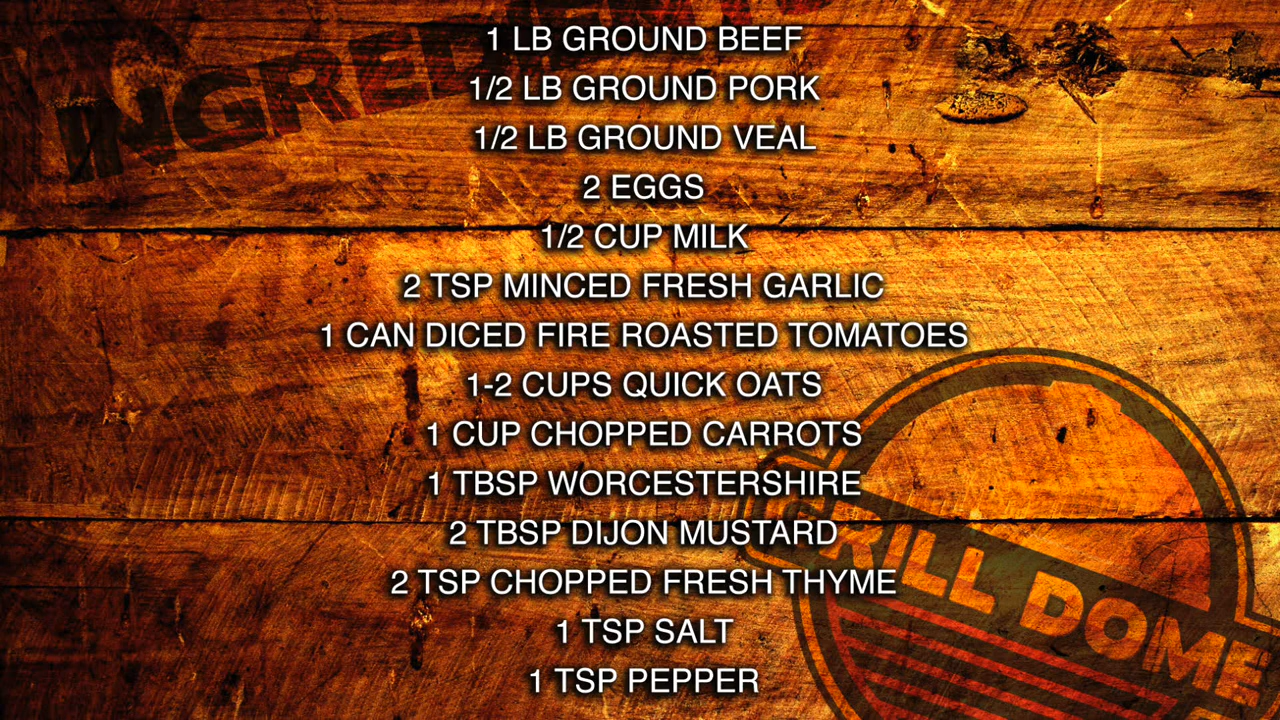 INGREDIENTS
1 LB GROUND BEEF
1/2 LB GROUND PORK
1/2 LB GROUND VEAL
2 EGGS
1/2 CUP MILK
2 TSP MINCED FRESH GARLIC
1 CAN DICED FIRE ROASTED TOMATOES
1-2 CUPS QUICK OATS
1 CUP CHOPPED CARROTS
1 TBSP WORCESTERSHIRE
2 TBSP DIJON MUSTARD
2 TSP CHOPPED FRESH THYME
1 TSP SALT
1 TSP PEPPER
GRILL DOME